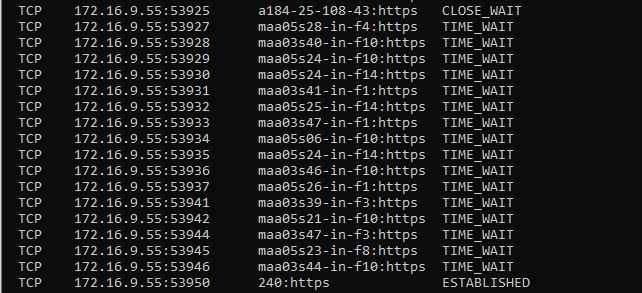 TCP 172.16.9.55:53925 a184-25-108-43:https CLOSE_WAIT
TCP 172.16.9.55:53927 maa05s28-in-f4:https TIME_WAIT
TCP 172.16.9.55:53928 maa03s40-in-f10:https TIME_WAIT
TCP 172.16.9.55:53929 maa05s24-in-f10:https TIME_WAIT
TCP 172.16.9.55:53930 maa05s24-in-f14:https TIME_WAIT
TCP 172.16.9.55:53931 maa03s41-in-f1:https TIME_WAIT
TCP 172.16.9.55:53932 maa05s25-in-f14:https TIME_WAIT
TCP 172.16.9.55:53933 maa03s47-in-f1:https TIME_WAIT
TCP 172.16.9.55:53934 maa05s06-in-f10:https TIME_WAIT
TCP 172.16.9.55:53935 maa05s24-in-f14:https TIME_WAIT
TCP 172.16.9.55:53936 maa03s46-in-f10:https TIME_WAIT
TCP 172.16.9.55:53937 maa05s26-in-f1:https TIME_WAIT
TCP 172.16.9.55:53941 maa03s39-in-f3:https TIME_WAIT
TCP 172.16.9.55:53942 maa05s21-in-f10:https TIME_WAIT
TCP 172.16.9.55:53944 maa03s47-in-f3:https TIME_WAIT
TCP 172.16.9.55:53945 maa05s23-in-f8:https TIME_WAIT
TCP 172.16.9.55:53946 maa03s44-in-f10:https TIME_WAIT
TCP 172.16.9.55:53950 240:https ESTABLISHED